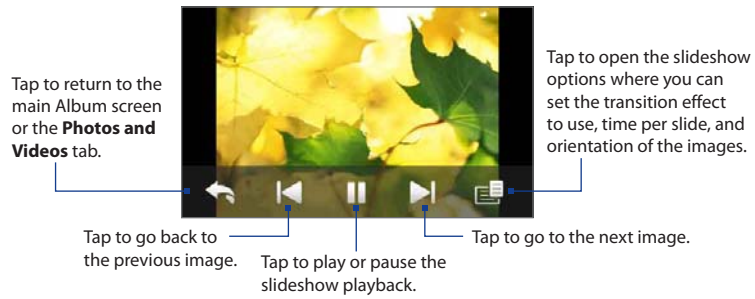 Tap to return to the
main Album screen
or the Photos and
Videos tab.
Tap to open the slideshow
options where you can
set the transition effect
to use, time per slide, and
orientation of the images.
Tap to go back to
the previous image.
Tap to play or pause the
slideshow playback.
Tap to go to the next image.